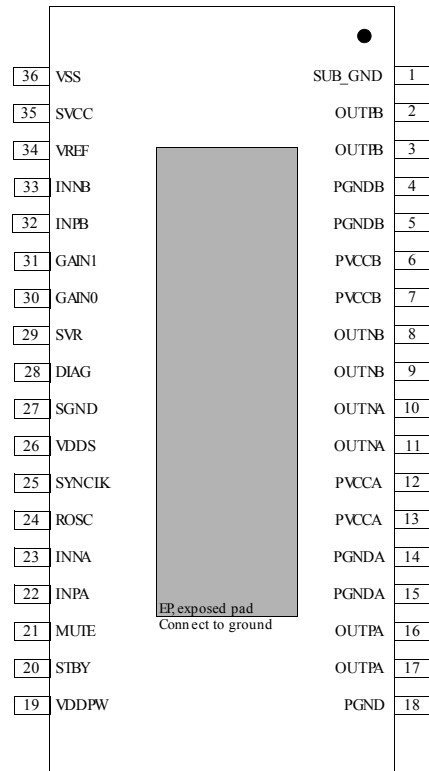 36 VSS SUB_GND 1
35 SVCC OUTPB 2
34 VREF OUTPB 3
33 INNB PGNDB 4
32 INPB PGNDB 5
31 GAIN1 PVCCB 6
30 GAIN0 PVCCB 7
29 SVR OUTNB 8
28 DIAG OUTNB 9
27 SGND OUTNA 10
26 VDDS OUTNA 11
25 SYNCLK PVCCA 12
24 ROSC PVCCA 13
23 INNA PGNDA 14
22 INPA PGNDA 15
EP, exposed pad
Connect to ground
21 MUTE OUTPA 16
20 STBY OUTPA 17
19 VDDPW PGND 18